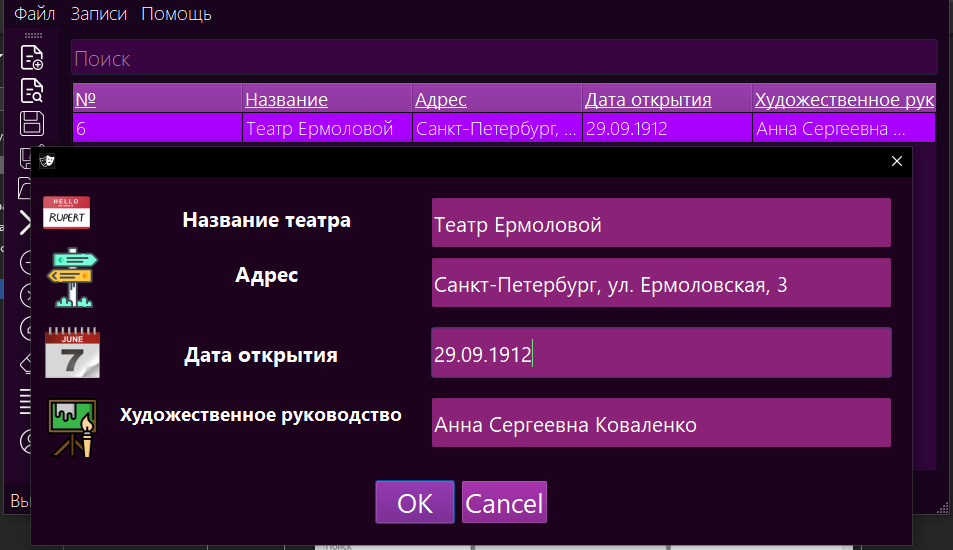 Файл Записи Помощь
Поиск
№ Название Адрес Дата открытия Художественное рук
6 Театр Ермоловой Санкт-Петербург, ... 29.09.1912 Анна Сергеевна ...
HELLO
RUPERT
Название театра Театр Ермоловой
Адрес Санкт-Петербург, ул. Ермоловская, 3
JUNE
7
Дата открытия 29.09.1912
Художественное руководство Анна Сергеевна Коваленко
OK Cancel
Вы